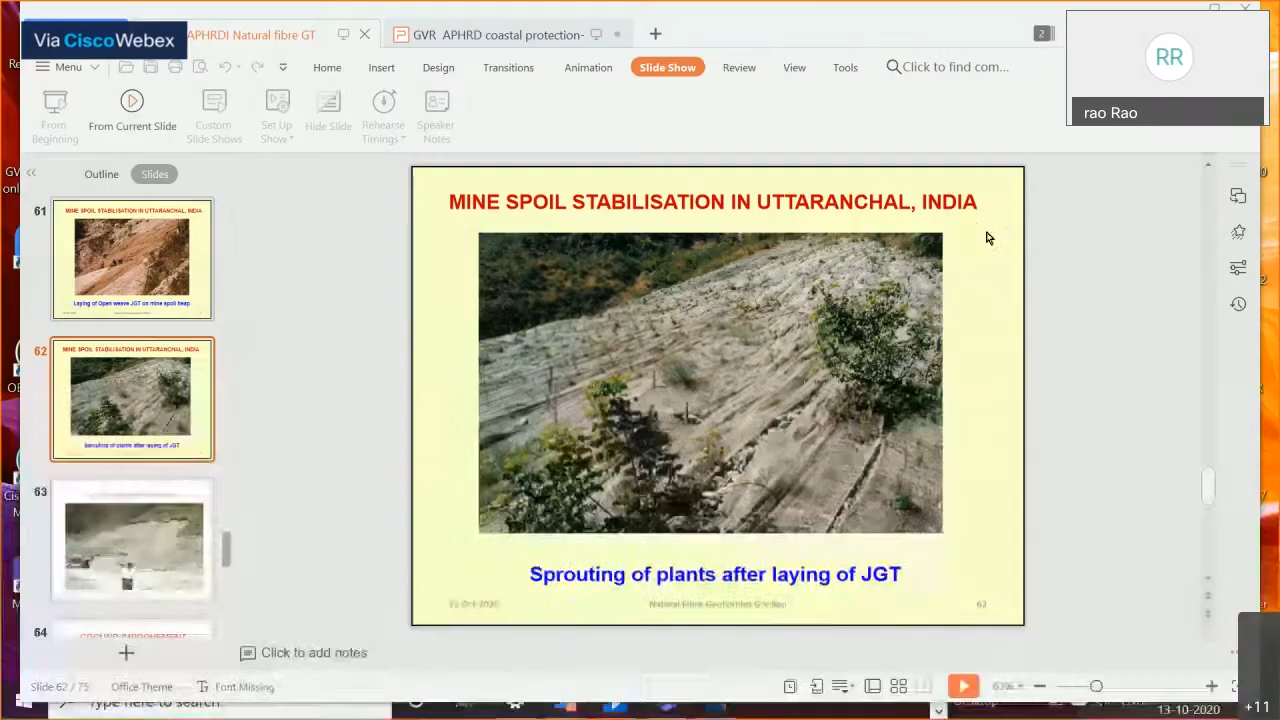 Via Cisco Webex
APHRDI Natural fibre GT
GVR APHRD coastal protection-
2
RR
rao Rao
Menu
Home
Insert
Design
Transitions
Animation
Slide Show
Review
View
Tools
Click to find com...
From Beginning
From Current Slide
Custom Slide Shows
Set Up Show
Hide Slide
Rehearse Timings
Speaker Notes
Outline
Slides
61
MINE SPOIL STABILISATION IN UTTARANCHAL, INDIA
Laying of Open weave JGT on mine spoil heap
62
MINE SPOIL STABILISATION IN UTTARANCHAL, INDIA
Sprouting of plants after laying of JGT
63
64
MINE SPOIL STABILISATION IN UTTARANCHAL, INDIA
Sprouting of plants after laying of JGT
62
Click to add notes
Slide 62 / 75
Office Theme
Font Missing
63%
Type here to search
13-10-2020
+11